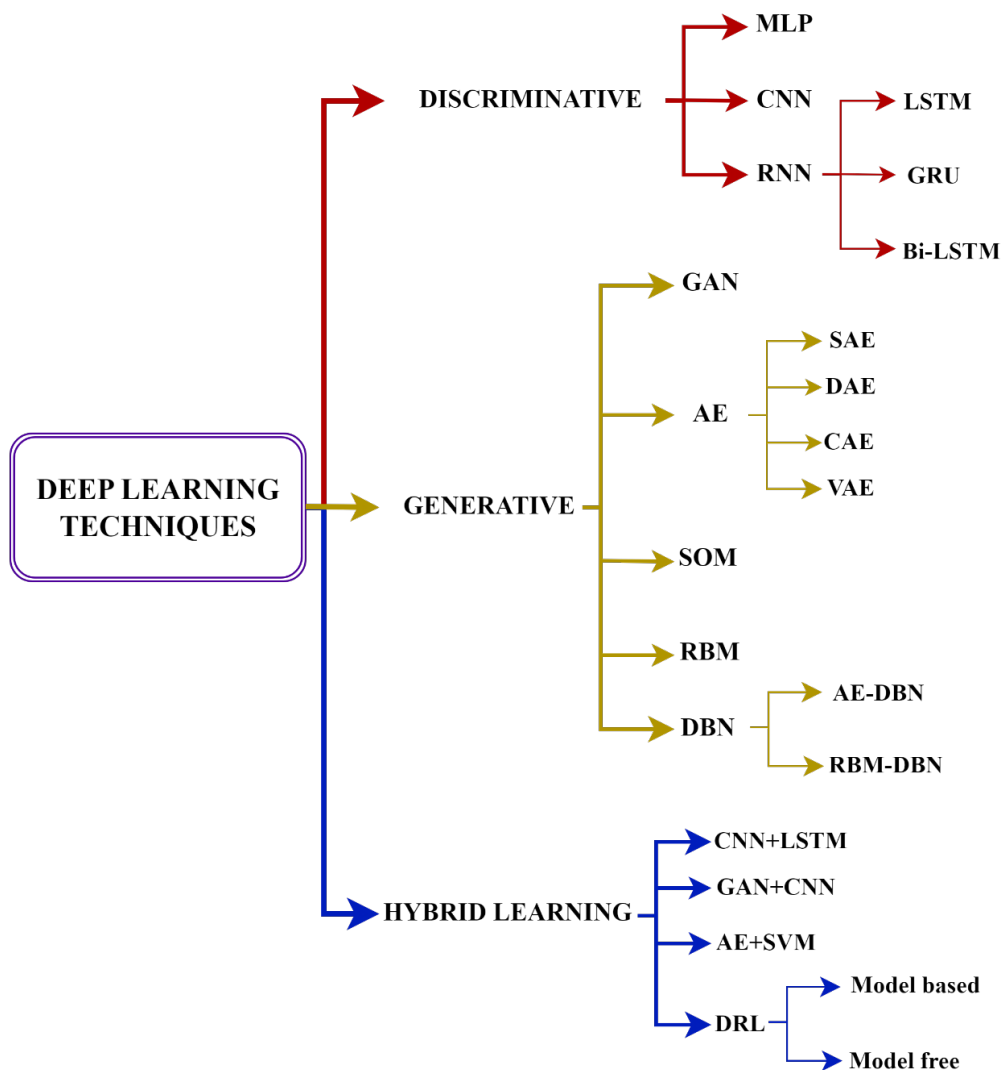 DEEP LEARNING
TECHNIQUES
DISCRIMINATIVE
MLP
CNN
RNN
LSTM
GRU
Bi-LSTM
GENERATIVE
GAN
AE
SAE
DAE
CAE
VAE
SOM
RBM
DBN
AE-DBN
RBM-DBN
HYBRID LEARNING
CNN+LSTM
GAN+CNN
AE+SVM
DRL
Model based
Model free